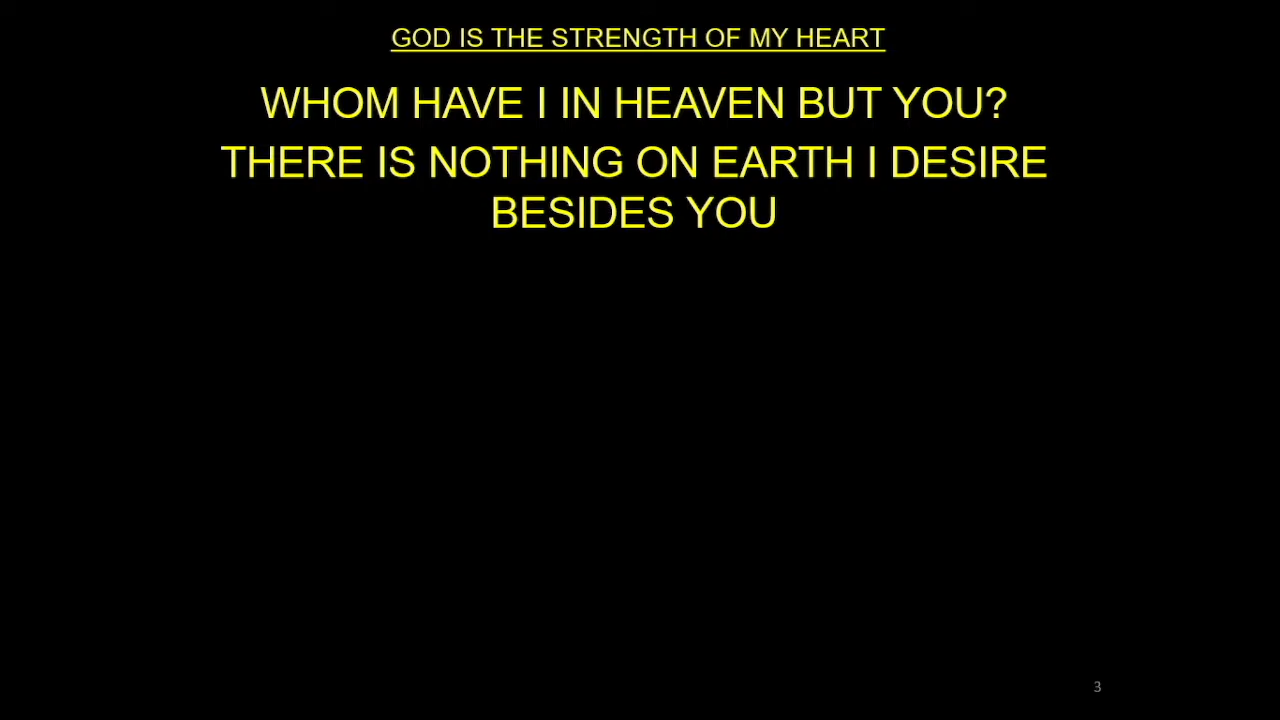 GOD IS THE STRENGTH OF MY HEART
WHOM HAVE I IN HEAVEN BUT YOU?
THERE IS NOTHING ON EARTH I DESIRE
BESIDES YOU
3